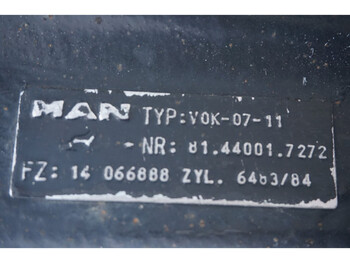 MAN TYP:VOK-07-11
NR: 81.44001.7272
FZ: 14 066888 ZYL. 6463/84